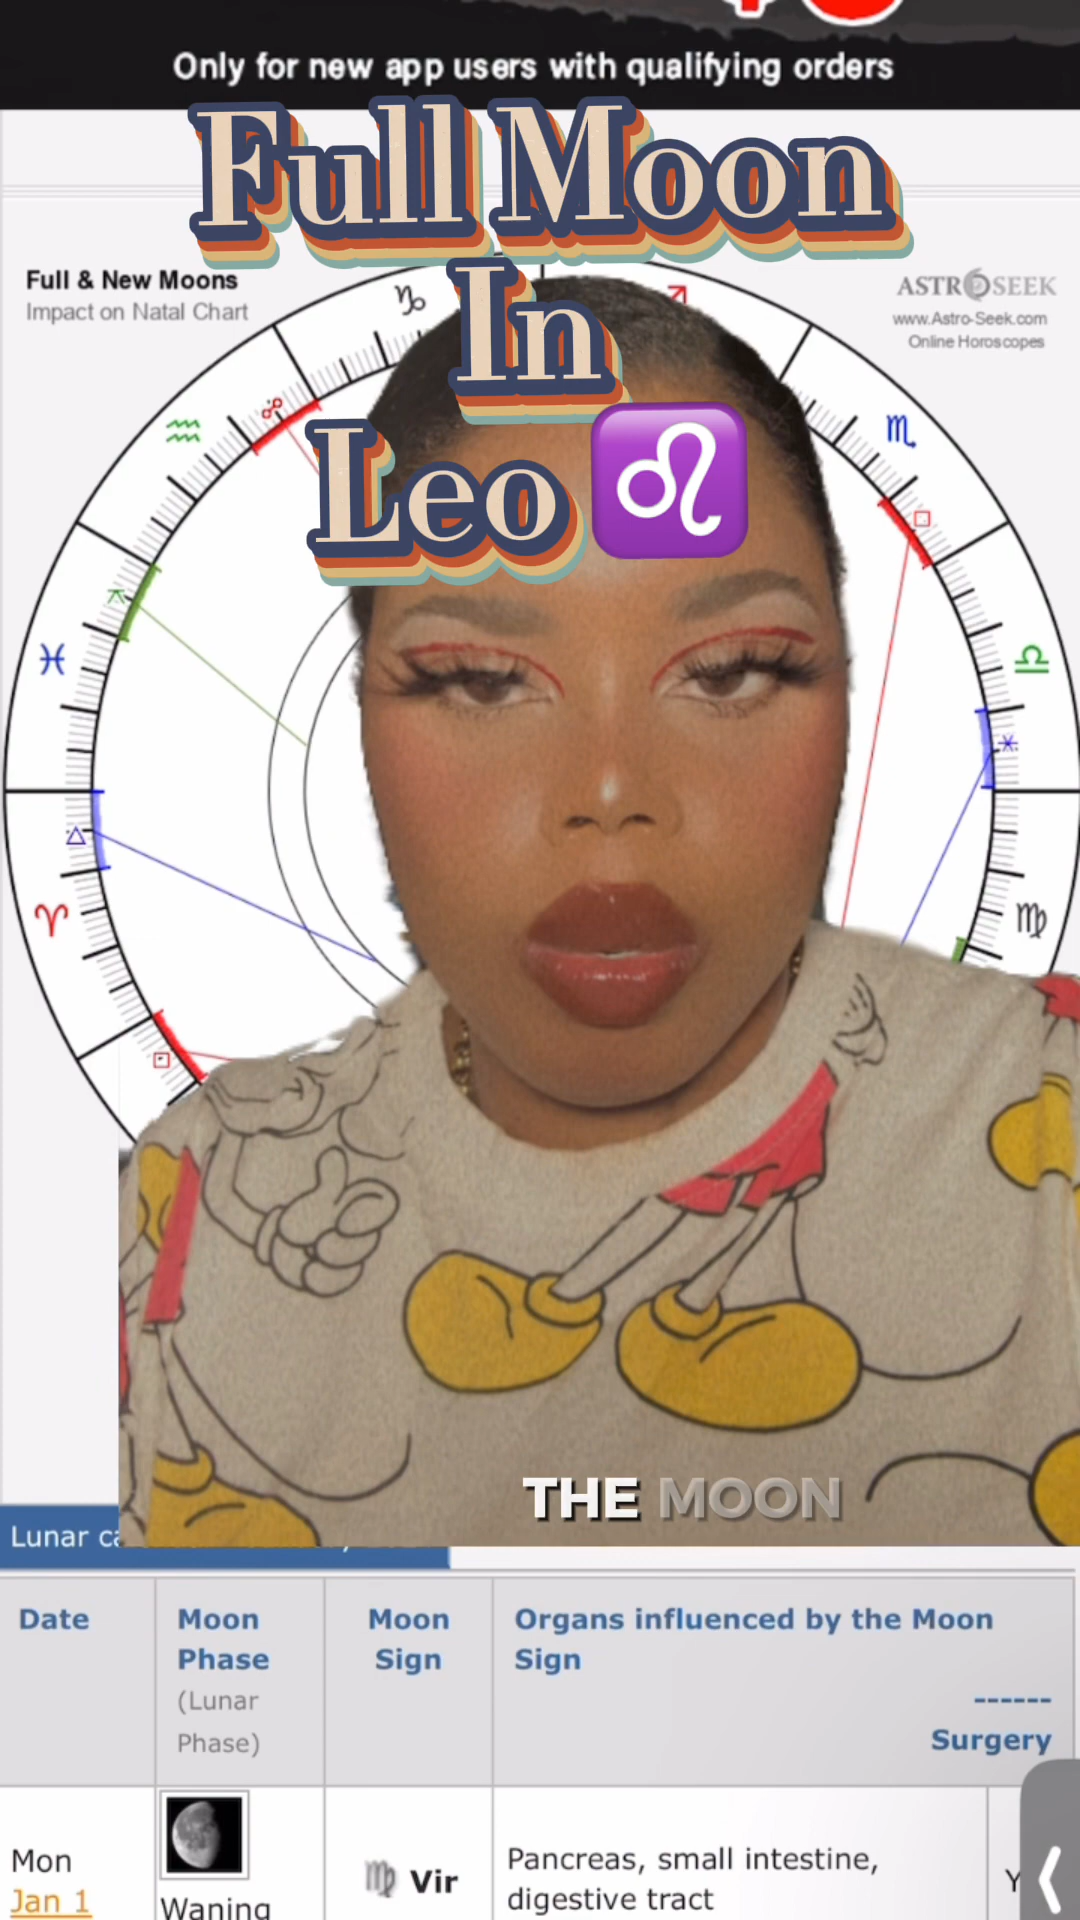 Only for new app users with qualifying orders
Full Moon
In
Leo ♌
Full & New Moons
Impact on Natal Chart
ASTROSEEK
www.Astro-Seek.com
Online Horoscopes
THE MOON
Lunar
Date
Moon Phase
(Lunar Phase)
Moon Sign
Organs influenced by the Moon Sign
------
Surgery
Mon
Jan 1
Waning
Vir
Pancreas, small intestine,
digestive tract